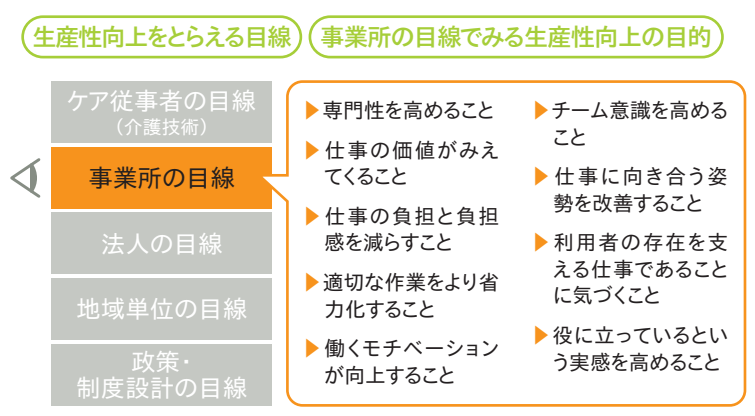 生産性向上をとらえる目線
事業所の目線でみる生産性向上の目的
ケア従事者の目線
（介護技術）
事業所の目線
法人の目線
地域単位の目線
政策・
制度設計の目線
▶専門性を高めること
▶仕事の価値がみえ
てくること
▶仕事の負担と負担
感を減らすこと
▶適切な作業をより省
力化すること
▶働くモチベーション
が向上すること
▶チーム意識を高める
こと
▶仕事に向き合う姿
勢を改善すること
▶利用者の存在を支
える仕事であること
に気づくこと
▶役に立っているとい
う実感を高めること